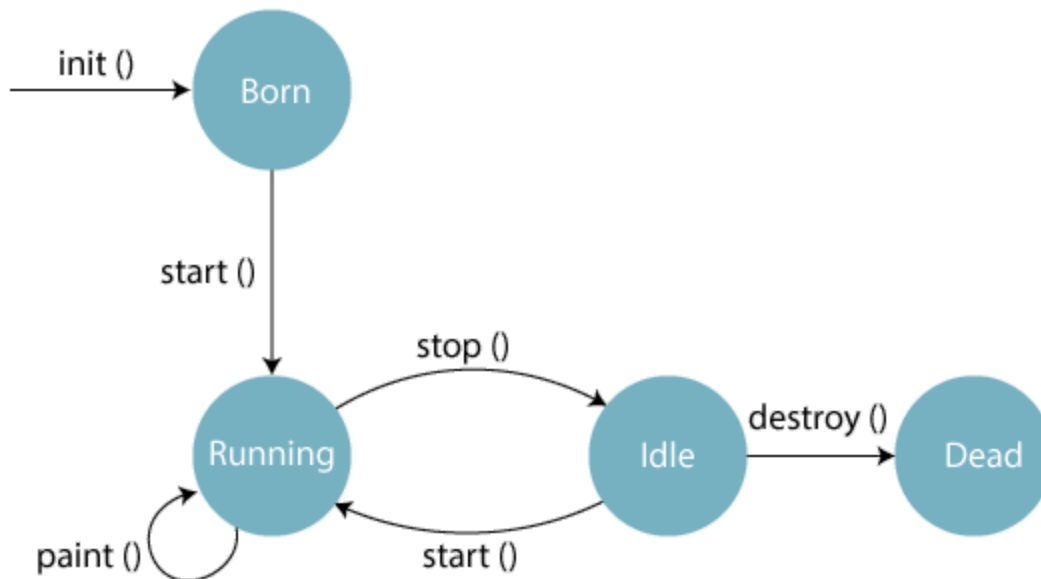 init ()
Born
start ()
stop ()
Running
Idle
destroy ()
Dead
paint ()
start ()